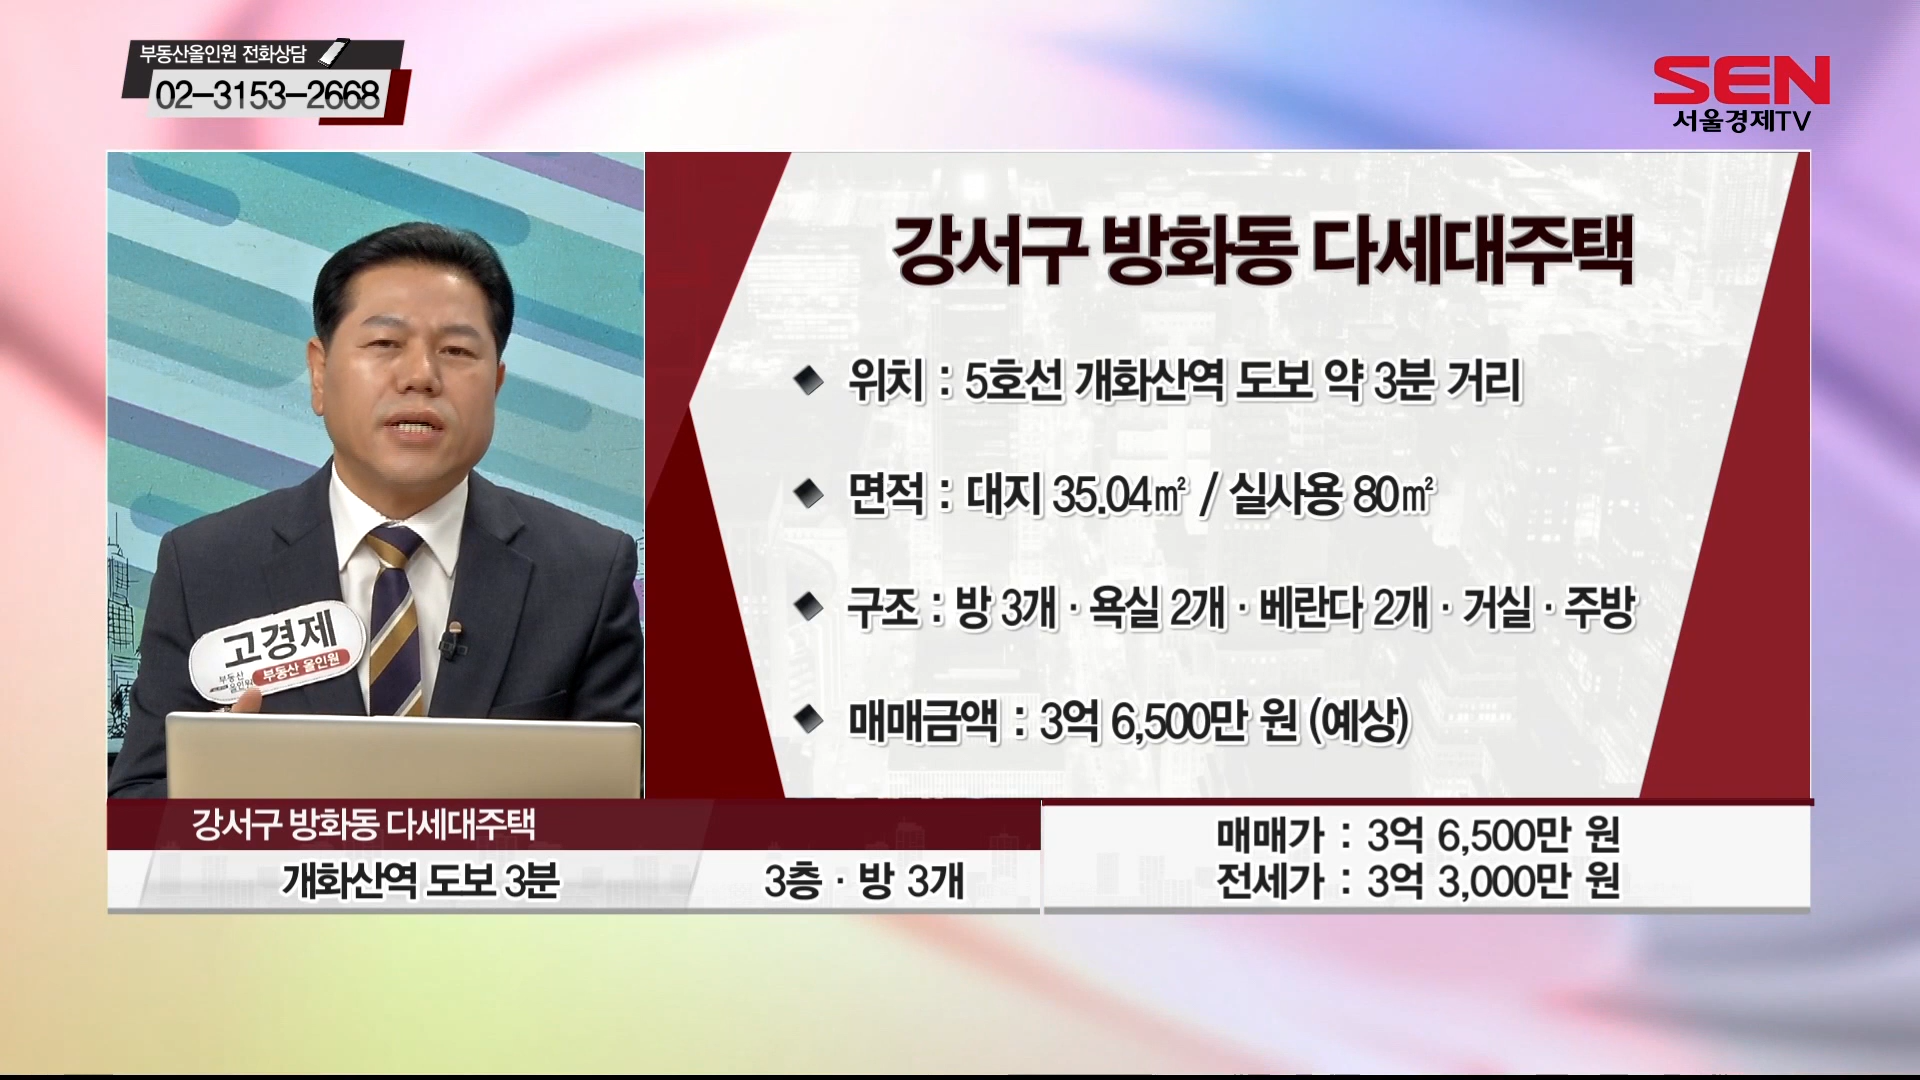 부동산올인원 전화상담
02-3153-2668
SEN
서울경제TV
강서구 방화동 다세대주택
위치 : 5호선 개화산역 도보 약 3분 거리
면적 : 대지 35.04㎡ / 실사용 80㎡
구조 : 방 3개 · 욕실 2개 · 베란다 2개 · 거실 · 주방
매매금액 : 3억 6,500만 원 (예상)
고경제
부동산 올인원
부동산 올인원
강서구 방화동 다세대주택
개화산역 도보 3분
3층 · 방 3개
매매가 : 3억 6,500만 원
전세가 : 3억 3,000만 원